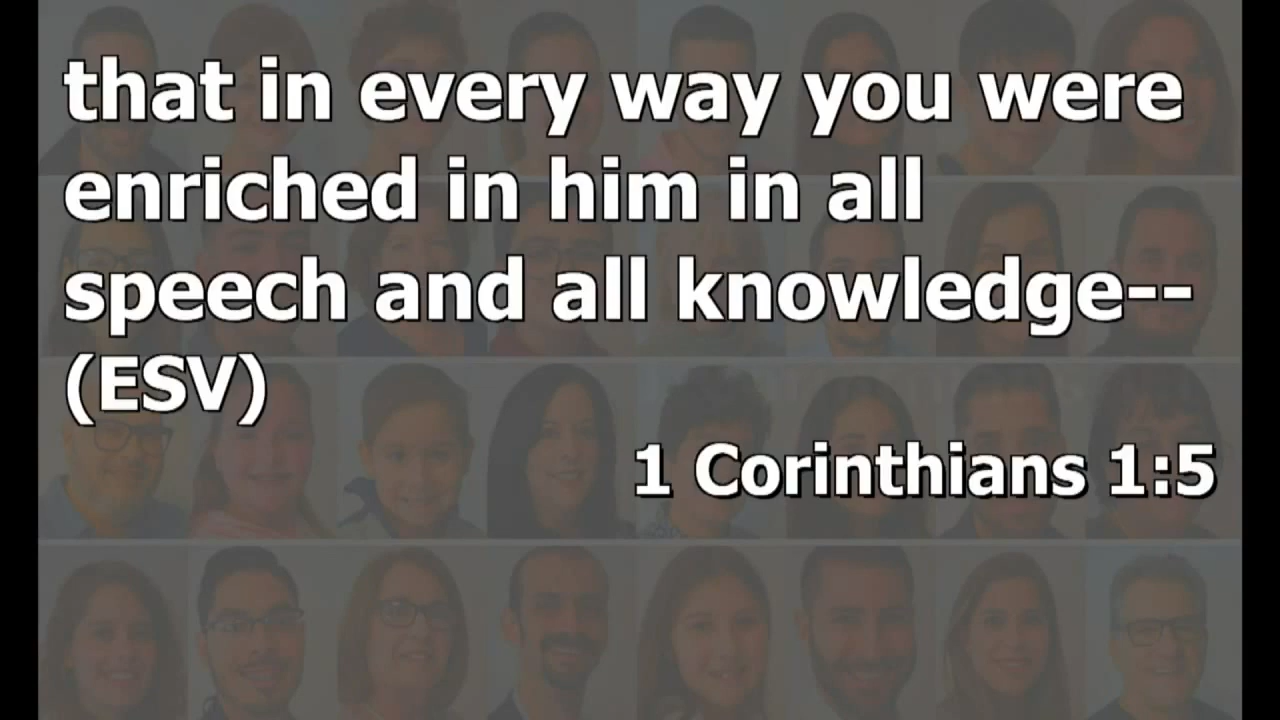 that in every way you were
enriched in him in all
speech and all knowledge--
(ESV)
1 Corinthians 1:5